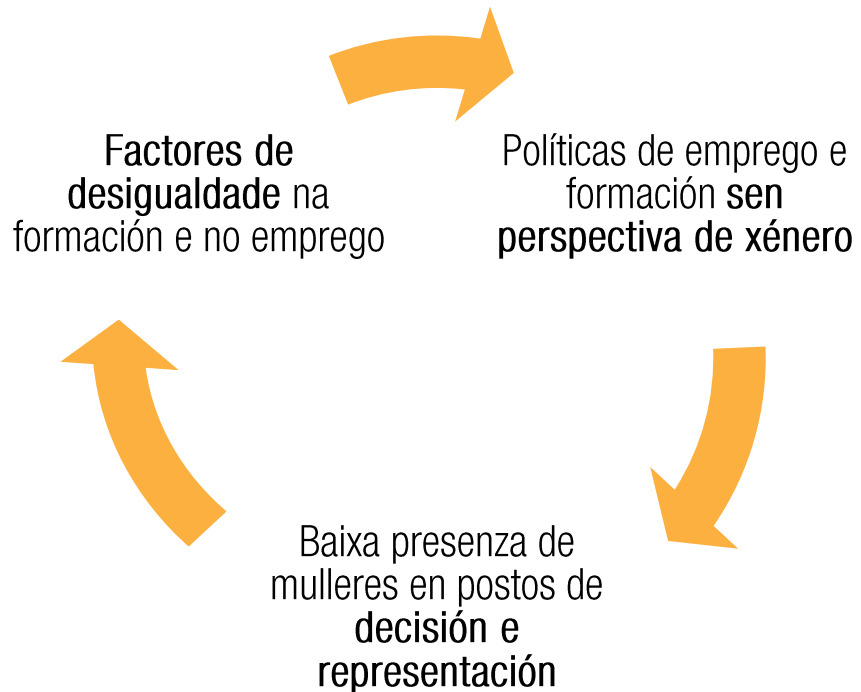 Factores de
desigualdade na
formación e no emprego
Políticas de emprego e
formación sen
perspectiva de xénero
Baixa presenza de
mulleres en postos de
decisión e
representación